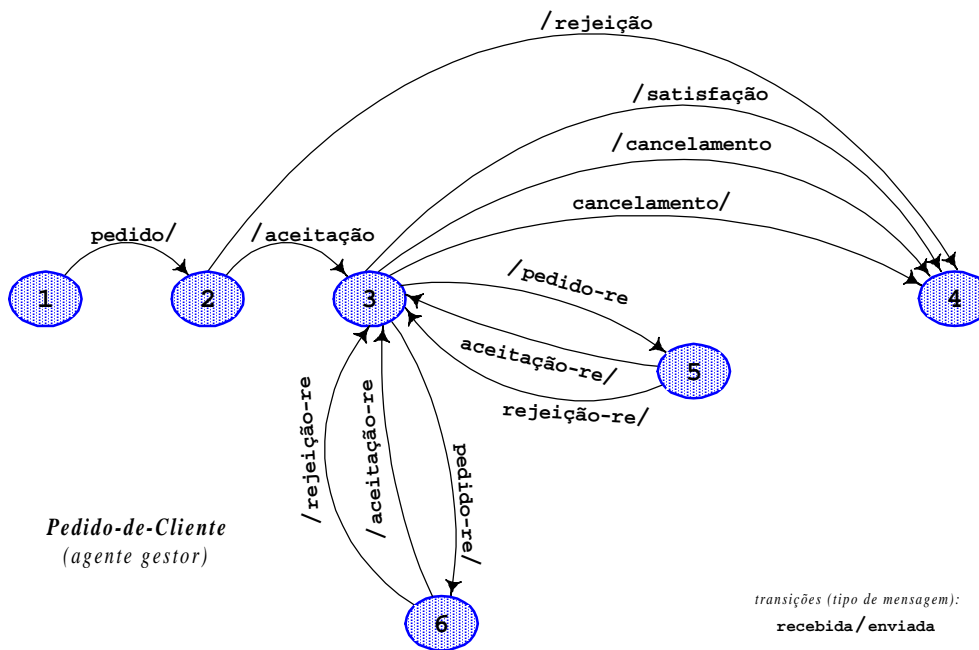 /rejeição
/satisfação
/cancelamento
cancelamento/
pedido/
/aceitação
1
2
3
4
/pedido-re
aceitação-re/
5
rejeição-re/
/rejeição-re
/aceitação-re
pedido-re/
6
Pedido-de-Cliente
(agente gestor)
transições (tipo de mensagem):
recebida/enviada